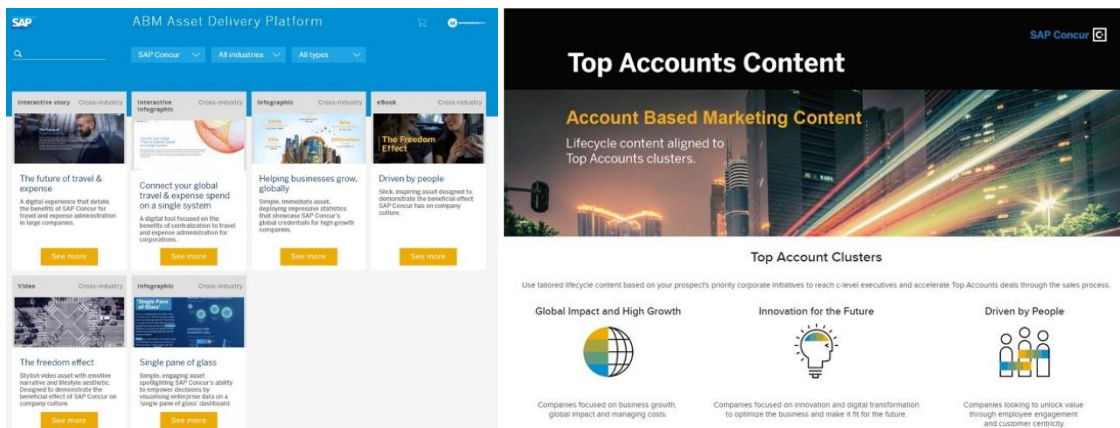 SAP
ABM Asset Delivery Platform
SAP Concur
All industries
All types
Interactive story Cross-industry
The future of travel &
expense
A digital experience that details
the benefits of SAP Concur for
travel and expense administration
in large companies.
See more
Interactive
infographic Cross-industry
Connect your global
travel & expense spend
on a single system
A digital tool focused on the
benefits of centralization to travel
and expense administration for
corporations.
See more
Infographic Cross-industry
Helping businesses grow,
globally
Simple, immediate asset,
deploying impressive statistics
that showcase SAP Concur's
global credentials for high growth
companies.
See more
eBook Cross-industry
The Freedom
Effect
Driven by people
Slick, inspiring asset designed to
demonstrate the beneficial effect
SAP Concur has on company
culture.
See more
Video Cross-industry
The freedom effect
Stylish video asset with emotive
narrative and lifestyle aesthetic.
Designed to demonstrate the
beneficial effect of SAP Concur on
company culture.
See more
Infographic Cross-industry
'Single Pane
of Glass'
Single pane of glass
Simple, engaging asset
spotlighting SAP Concur's ability
to empower decisions by
visualising enterprise data on a
'single pane of glass' dashboard.
See more
SAP Concur C
Top Accounts Content
Account Based Marketing Content
Lifecycle content aligned to
Top Accounts clusters.
Top Account Clusters
Use tailored lifecycle content based on your prospect's priority corporate initiatives to reach c-level executives and accelerate Top Accounts deals through the sales process.
Global Impact and High Growth
Companies focused on business growth,
global impact and managing costs.
Innovation for the Future
Companies focused on innovation and digital transformation
to optimize the business and make it fit for the future.
Driven by People
Companies looking to unlock value
through employee engagement
and customer centricity.